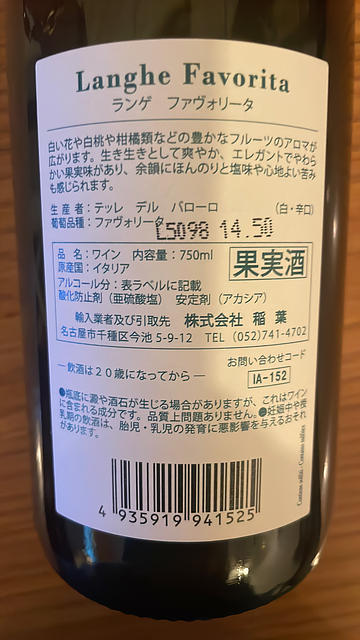 Langhe Favorita
ランゲ ファヴォリータ
白い花や白桃や柑橘類などの豊かなフルーツのアロマが
広がります。生き生きとして爽やか、エレガントでやわら
かい果実味があり、余韻にほんのりと塩味や心地よい苦み
も感じられます。
生産者：テッレ デル バローロ (白・辛口)
葡萄品種：ファヴォリータ
L5098 14.50
品名：ワイン 内容量：750ml
原産国：イタリア
果実酒
アルコール分：表ラベルに記載
酸化防止剤（亜硫酸塩） 安定剤（アカシア）
輸入業者及び引取先 株式会社 稲葉
名古屋市千種区今池 5-9-12 TEL (052)741-4702
お問い合わせコード
―飲酒は２０歳になってから―
IA-152
●瓶底に澱や酒石が生じる場合がありますが、これはワイン
に含まれる成分です。品質上問題ありません。●妊娠中や産
乳期の飲酒は、胎児・乳児の発育に悪影響を与えるおそれ
があります。
4 935919 941525